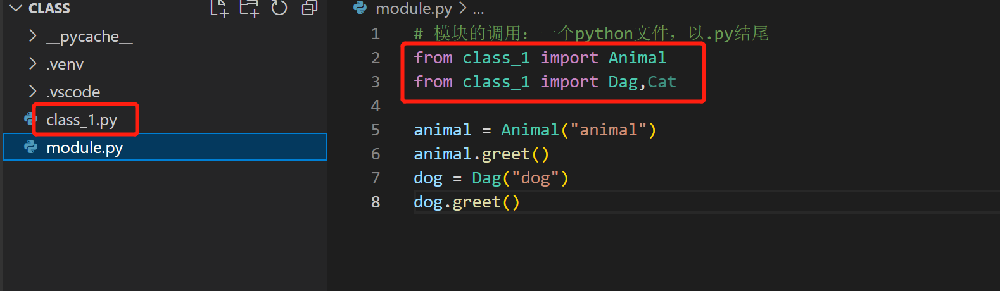 CLASS
__pycache__
.venv
.vscode
class_1.py
module.py
module.py > ...
1 # 模块的调用：一个python文件，以.py结尾
2 from class_1 import Animal
3 from class_1 import Dag,Cat
4
5 animal = Animal("animal")
6 animal.greet()
7 dog = Dag("dog")
8 dog.greet()